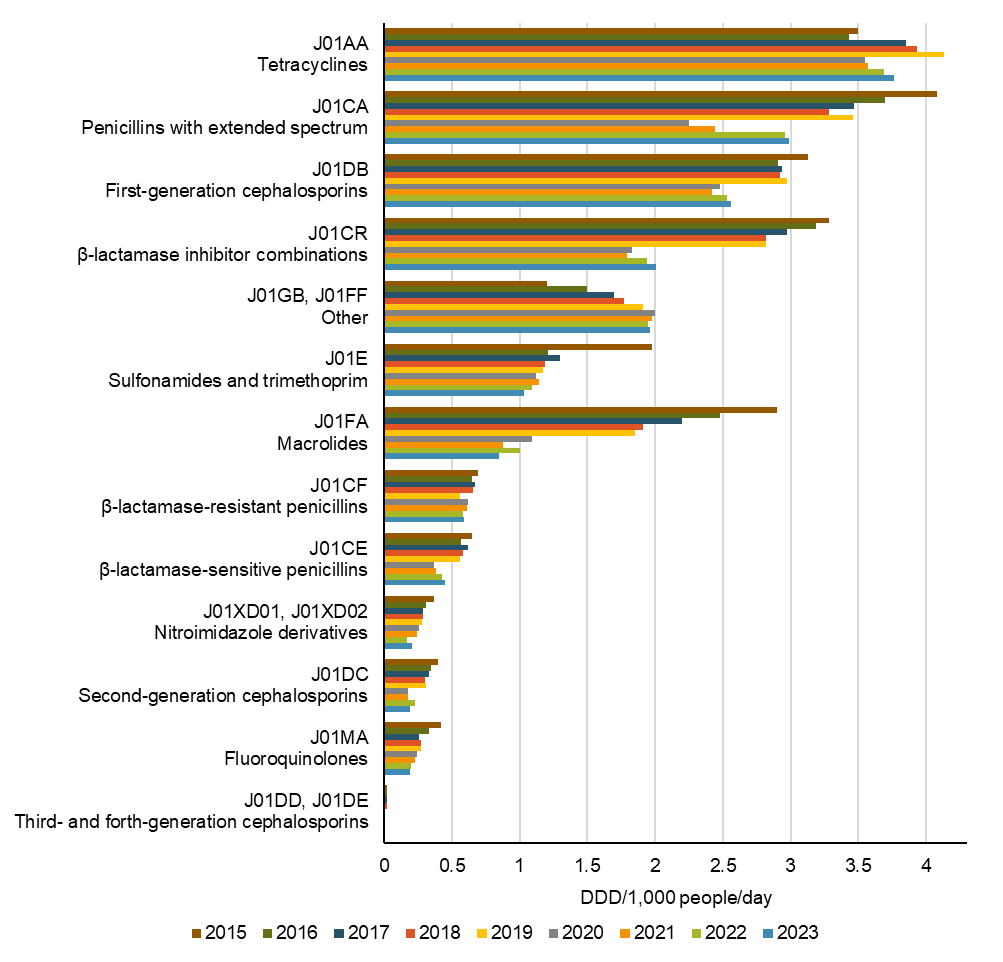 J01AA
Tetracyclines
J01CA
Penicillins with extended spectrum
J01DB
First-generation cephalosporins
J01CR
β-lactamase inhibitor combinations
J01GB, J01FF
Other
J01E
Sulfonamides and trimethoprim
J01FA
Macrolides
J01CF
β-lactamase-resistant penicillins
J01CE
β-lactamase-sensitive penicillins
J01XD01, J01XD02
Nitroimidazole derivatives
J01DC
Second-generation cephalosporins
J01MA
Fluoroquinolones
J01DD, J01DE
Third- and forth-generation cephalosporins
0 0.5 1 1.5 2 2.5 3 3.5 4
DDD/1,000 people/day
2015 2016 2017 2018 2019 2020 2021 2022 2023